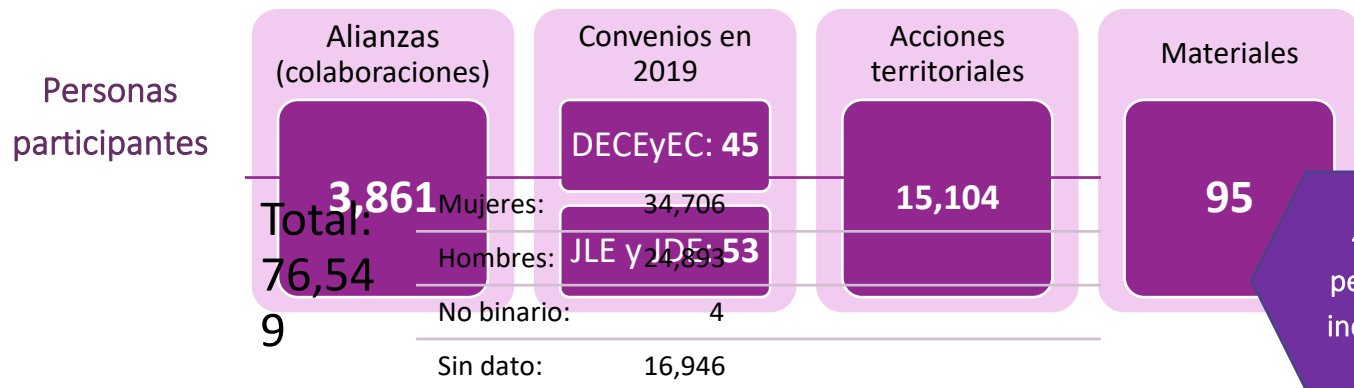 Personas
participantes
Alianzas
(colaboraciones)
3,861
Convenios en
2019
DECEyEC: 45
JLE y JDE: 53
Acciones
territoriales
15,104
Materiales
95
Total:
76,54
9
Mujeres: 34,706
Hombres: 24,893
No binario: 4
Sin dato: 16,946